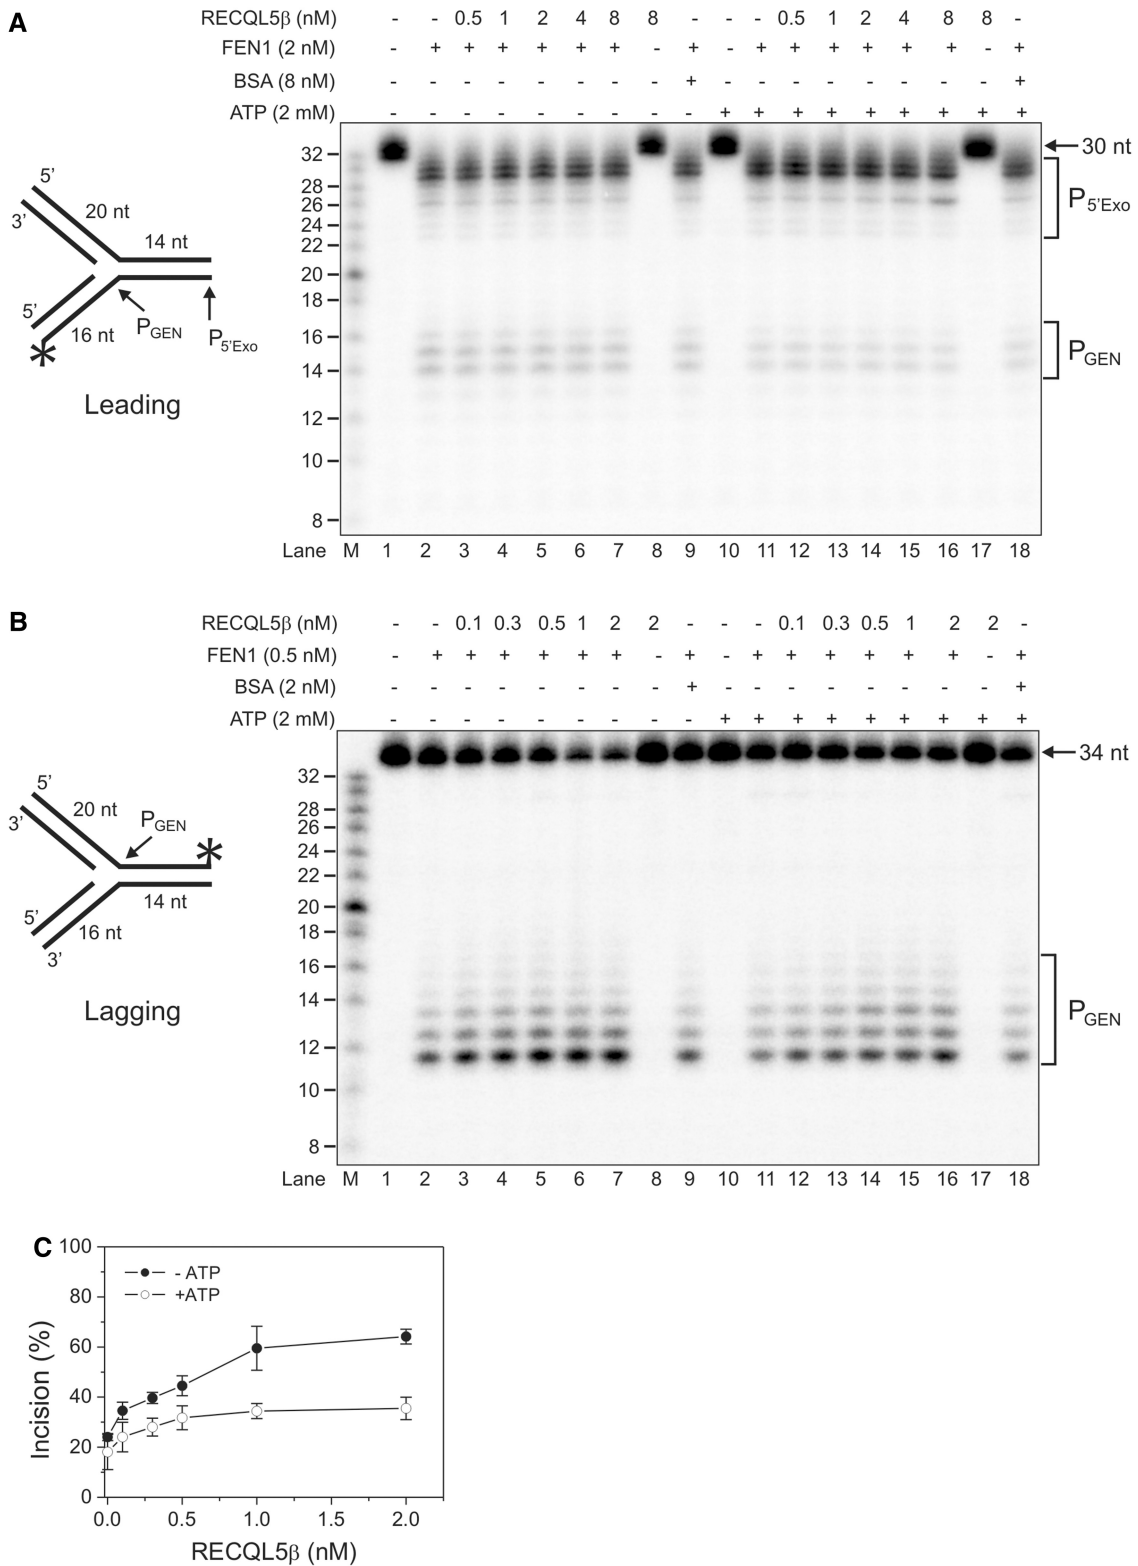 A
RECQL5β (nM) - - 0.5 1 2 4 8 8 - - - 0.5 1 2 4 8 8 -
FEN1 (2 nM) - + + + + + + - + - + + + + + + - +
BSA (8 nM) - - - - - - - - + - - - - - - - - +
ATP (2 mM) - - - - - - - - - + + + + + + + + +
5'
3'
20 nt
14 nt
5'
16 nt
PGEN
P5'Exo
*
Leading
32
28
26
24
22
20
18
16
14
12
10
8
30 nt
P5'Exo
PGEN
Lane M 1 2 3 4 5 6 7 8 9 10 11 12 13 14 15 16 17 18
B
RECQL5β (nM) - - 0.1 0.3 0.5 1 2 2 - - - 0.1 0.3 0.5 1 2 2 -
FEN1 (0.5 nM) - + + + + + + - + - + + + + + + - +
BSA (2 nM) - - - - - - - - + - - - - - - - - +
ATP (2 mM) - - - - - - - - - + + + + + + + + +
5'
3'
20 nt
PGEN
*
14 nt
5'
16 nt
3'
Lagging
32
28
26
24
22
20
18
16
14
12
10
8
34 nt
PGEN
Lane M 1 2 3 4 5 6 7 8 9 10 11 12 13 14 15 16 17 18
C
100
80
60
40
20
0
Incision (%)
- ATP
+ATP
0.0 0.5 1.0 1.5 2.0
RECQL5β (nM)